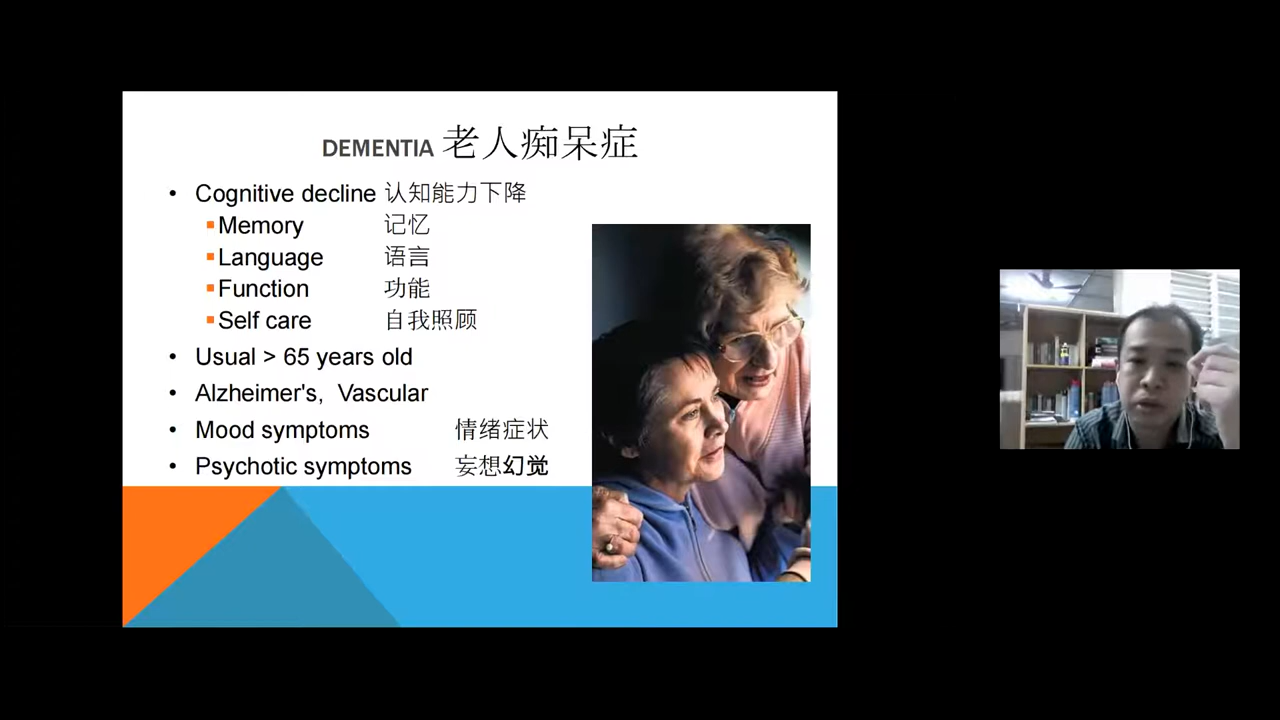 DEMENTIA 老人痴呆症
• Cognitive decline 认知能力下降
▪ Memory 记忆
▪ Language 语言
▪ Function 功能
▪ Self care 自我照顾
• Usual > 65 years old
• Alzheimer's, Vascular
• Mood symptoms 情绪症状
• Psychotic symptoms 妄想幻觉